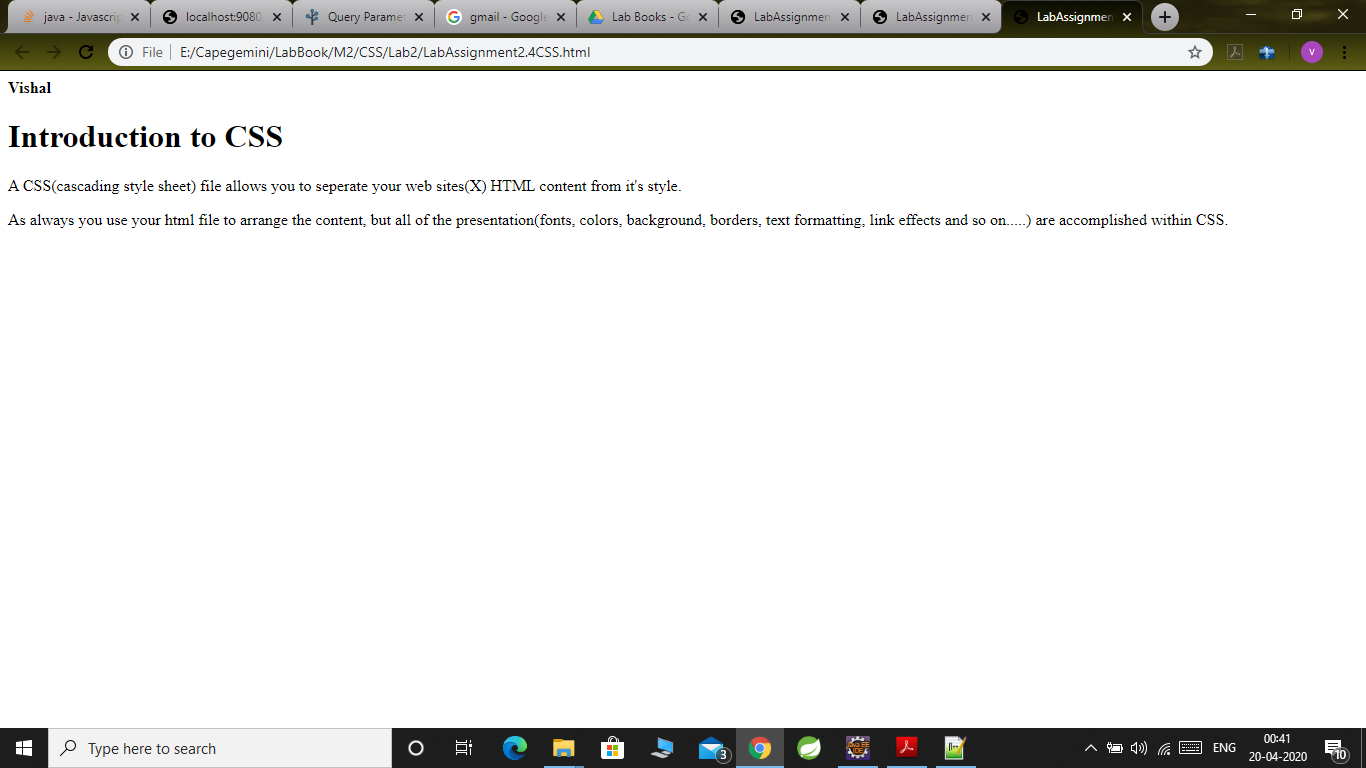 java - Javascrip
localhost:9080
Query Paramet
gmail - Google
Lab Books - Go
LabAssignmen
LabAssignmen
LabAssignmen
File
E:/Capegemini/LabBook/M2/CSS/Lab2/LabAssignment2.4CSS.html
V
Vishal
Introduction to CSS
A CSS(cascading style sheet) file allows you to seperate your web sites(X) HTML content from it's style.
As always you use your html file to arrange the content, but all of the presentation(fonts, colors, background, borders, text formatting, link effects and so on.....) are accomplished within CSS.
Type here to search
3
ENG
00:41
20-04-2020
10